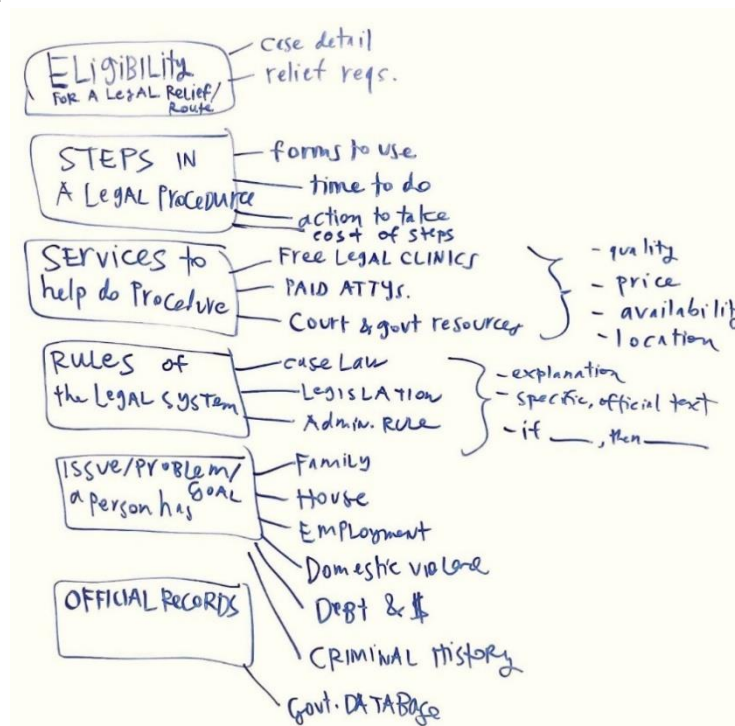 ELigiBILity
FOR A LegAL Relief/
Route
case detail
relief reqs.
STEPS IN
A LegAL Procedure
forms to use
time to do
action to take
cost of steps
SErvices to
help do Procedure
Free LegAL CLINICS
PAID ATTYs.
Court & govt resources
- quality
- price
- availability
- location
RULes of
the LegAL SYSTEM
case Law
LegisLATion
Admin. RULe
- explanation
- specific, official text
- if ___, then ___
ISSUE/PROBLEM/
GOAL
a person has
Family
House
EMPLoyment
Domestic violence
DEBT & $
CRIMINAL HISTORY
OFFICIAL RECORDS
Govt. DATABase